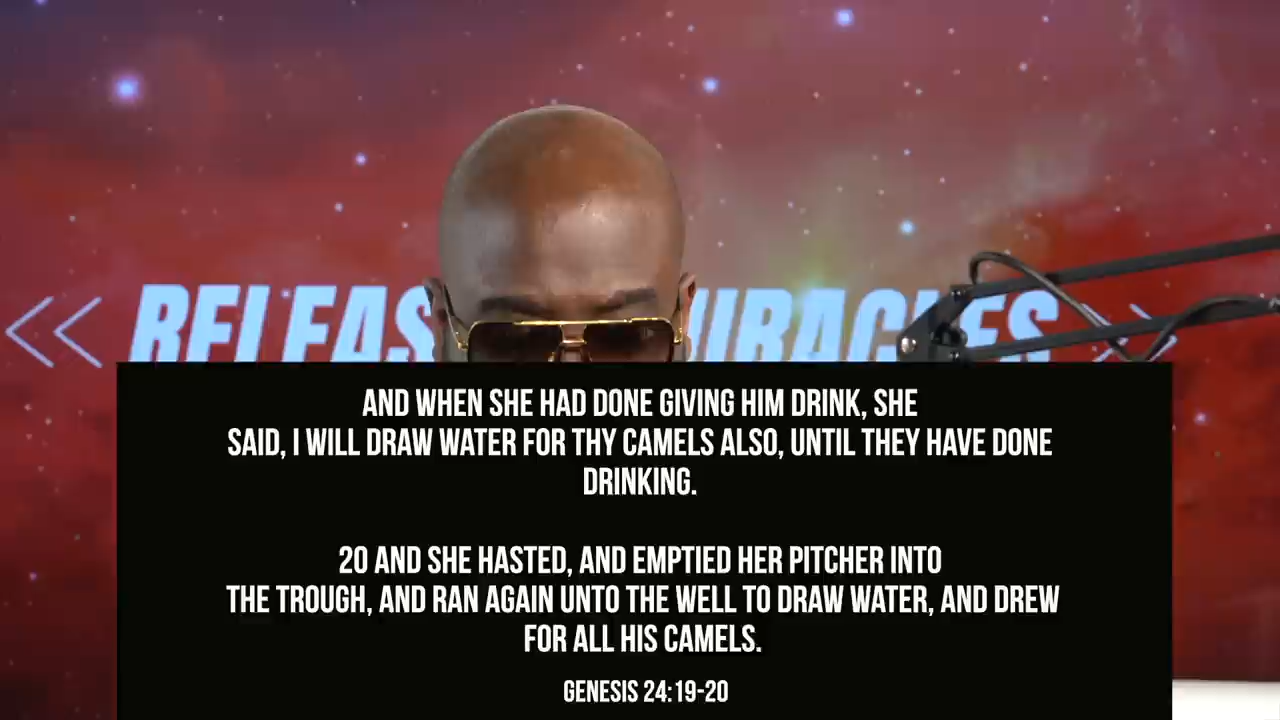 AND WHEN SHE HAD DONE GIVING HIM DRINK, SHE
SAID, I WILL DRAW WATER FOR THY CAMELS ALSO, UNTIL THEY HAVE DONE
DRINKING.
20 AND SHE HASTED, AND EMPTIED HER PITCHER INTO
THE TROUGH, AND RAN AGAIN UNTO THE WELL TO DRAW WATER, AND DREW
FOR ALL HIS CAMELS.
GENESIS 24:19-20